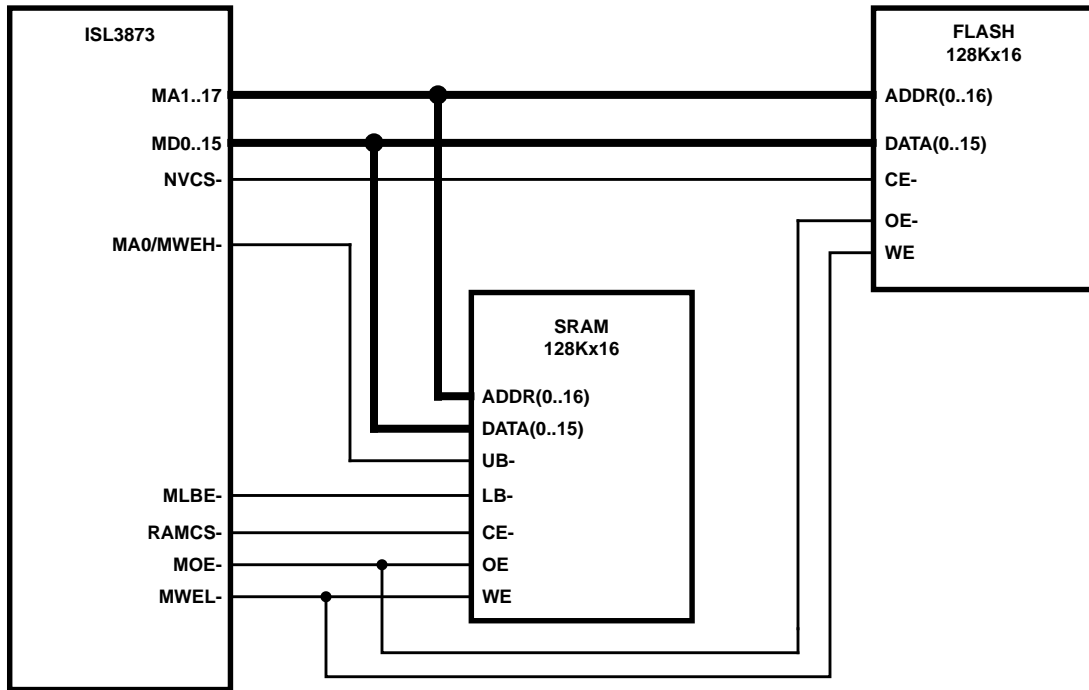 ISL3873
MA1..17
MD0..15
NVCS-
MA0/MWEH-
MLBE-
RAMCS-
MOE-
MWEL-
SRAM
128Kx16
ADDR(0..16)
DATA(0..15)
UB-
LB-
CE-
OE
WE
FLASH
128Kx16
ADDR(0..16)
DATA(0..15)
CE-
OE-
WE